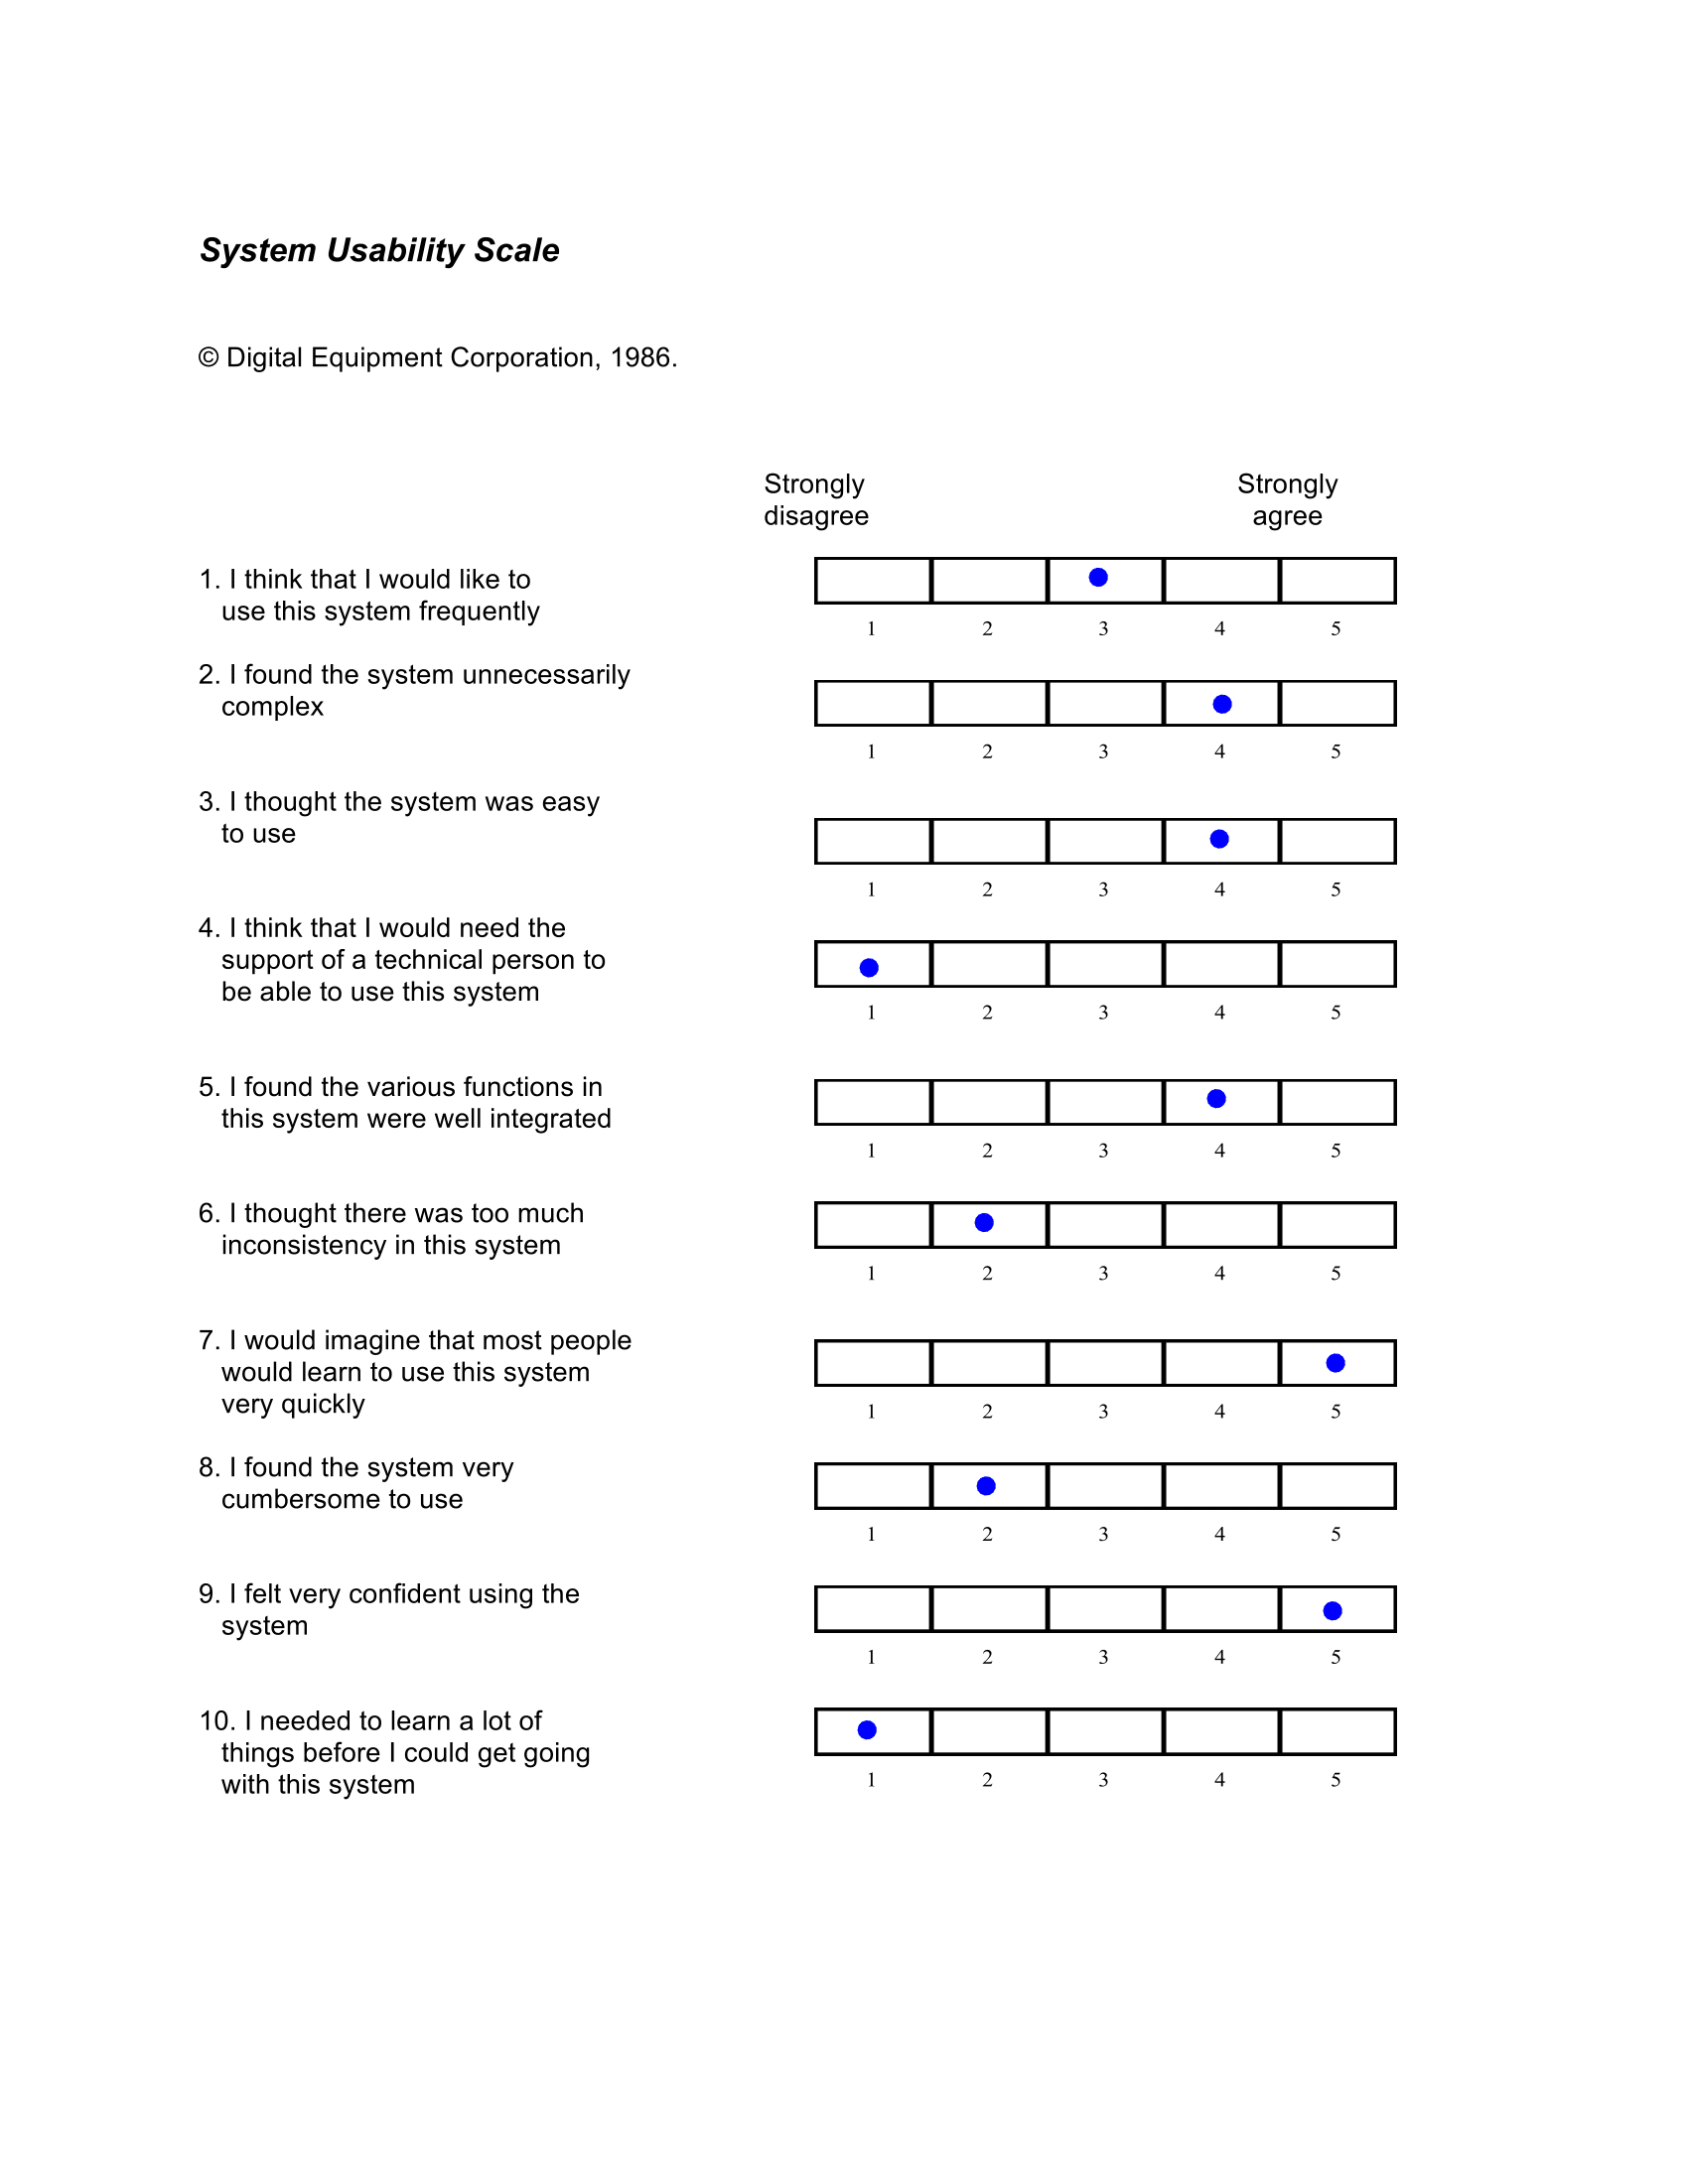 System Usability Scale
© Digital Equipment Corporation, 1986.
Strongly disagree
Strongly agree
1. I think that I would like to
use this system frequently
1 2 3 4 5
2. I found the system unnecessarily
complex
1 2 3 4 5
3. I thought the system was easy
to use
1 2 3 4 5
4. I think that I would need the
support of a technical person to
be able to use this system
1 2 3 4 5
5. I found the various functions in
this system were well integrated
1 2 3 4 5
6. I thought there was too much
inconsistency in this system
1 2 3 4 5
7. I would imagine that most people
would learn to use this system
very quickly
1 2 3 4 5
8. I found the system very
cumbersome to use
1 2 3 4 5
9. I felt very confident using the
system
1 2 3 4 5
10. I needed to learn a lot of
things before I could get going
with this system
1 2 3 4 5